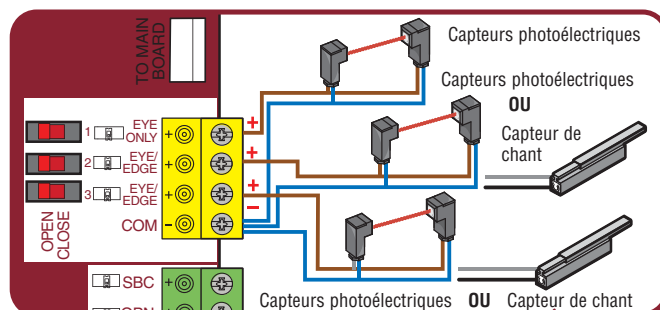 TO MAIN
BOARD
Capteurs photoélectriques
Capteurs photoélectriques
OU
Capteur de
chant
1 EYE
ONLY + +
2 EYE/
EDGE + +
3 EYE/
EDGE + +
COM - -
OPEN
CLOSE
SBC +
Capteurs photoélectriques OU Capteur de chant